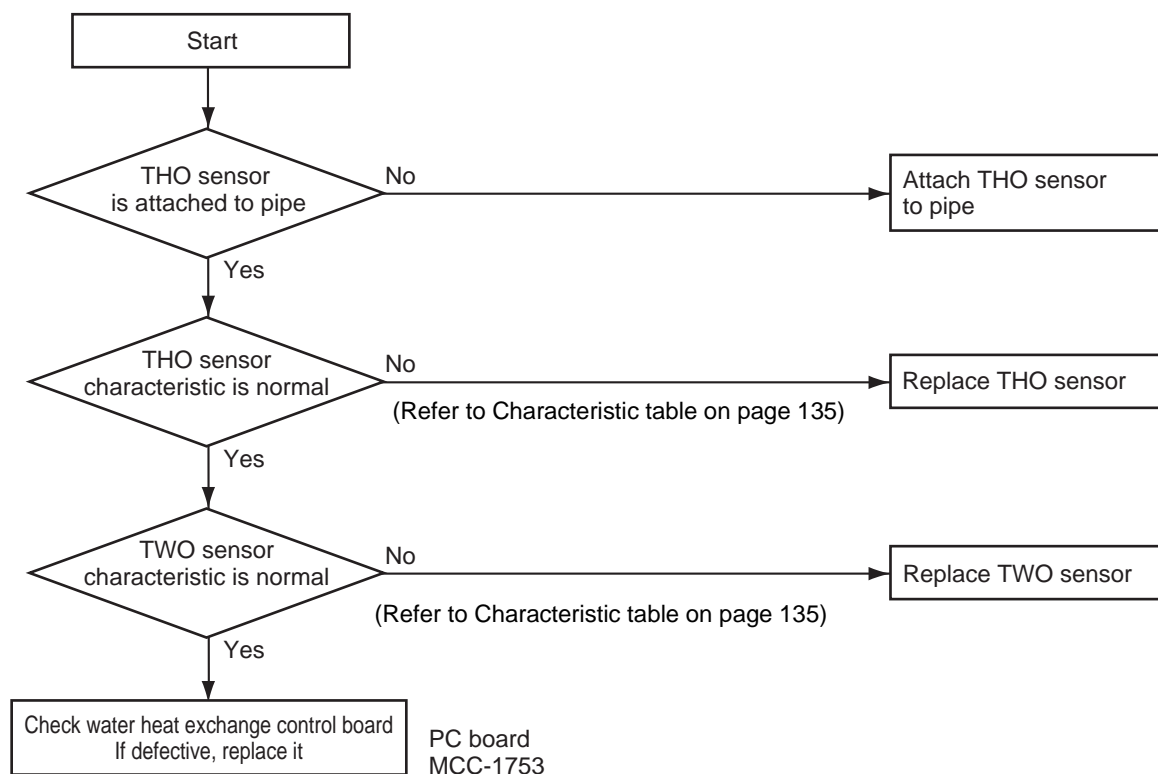 Start
THO sensor
is attached to pipe
No
Attach THO sensor
to pipe
Yes
THO sensor
characteristic is normal
No
(Refer to Characteristic table on page 135)
Replace THO sensor
Yes
TWO sensor
characteristic is normal
No
(Refer to Characteristic table on page 135)
Replace TWO sensor
Yes
Check water heat exchange control board
If defective, replace it
PC board
MCC-1753